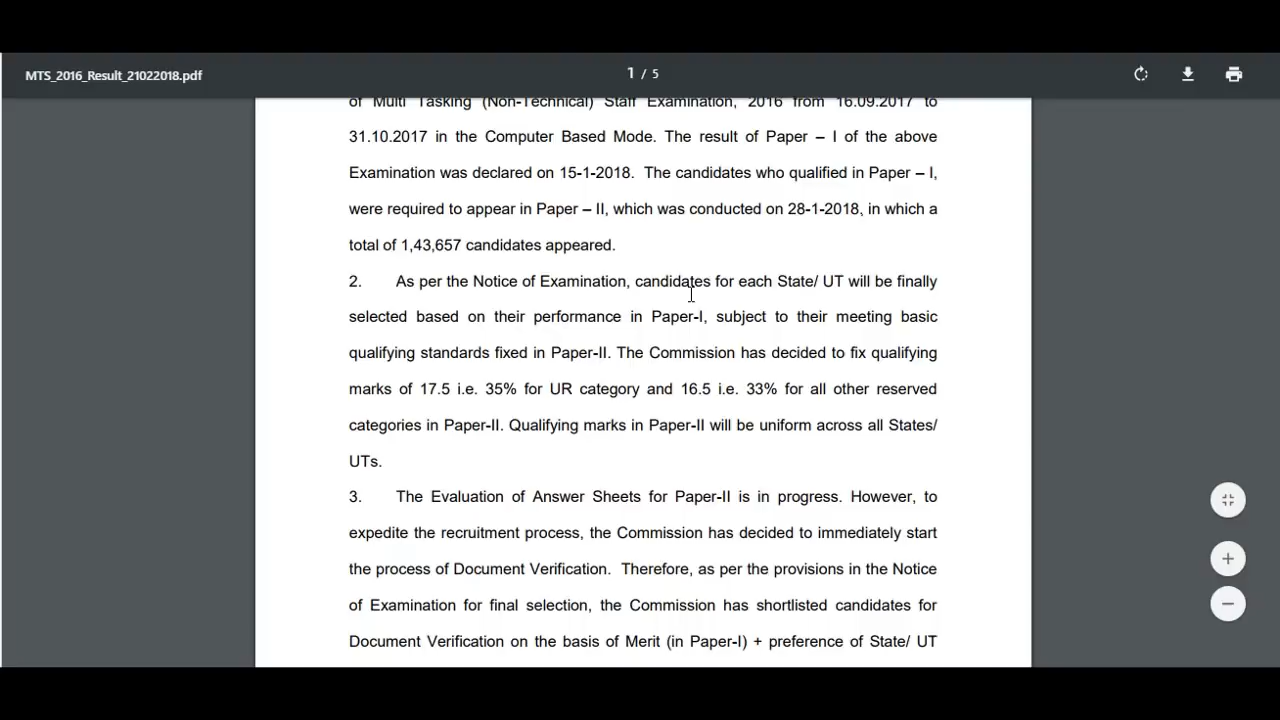 MTS_2016_Result_21022018.pdf
1 / 5
of Multi Tasking (Non-Technical) Staff Examination, 2016 from 16.09.2017 to
31.10.2017 in the Computer Based Mode. The result of Paper – I of the above
Examination was declared on 15-1-2018.  The candidates who qualified in Paper – I,
were required to appear in Paper – II, which was conducted on 28-1-2018, in which a
total of 1,43,657 candidates appeared.
2. As per the Notice of Examination, candidates for each State/ UT will be finally
selected based on their performance in Paper-I, subject to their meeting basic
qualifying standards fixed in Paper-II. The Commission has decided to fix qualifying
marks of 17.5 i.e. 35% for UR category and 16.5 i.e. 33% for all other reserved
categories in Paper-II. Qualifying marks in Paper-II will be uniform across all States/
UTs.
3. The Evaluation of Answer Sheets for Paper-II is in progress. However, to
expedite the recruitment process, the Commission has decided to immediately start
the process of Document Verification.  Therefore, as per the provisions in the Notice
of Examination for final selection, the Commission has shortlisted candidates for
Document Verification on the basis of Merit (in Paper-I) + preference of State/ UT